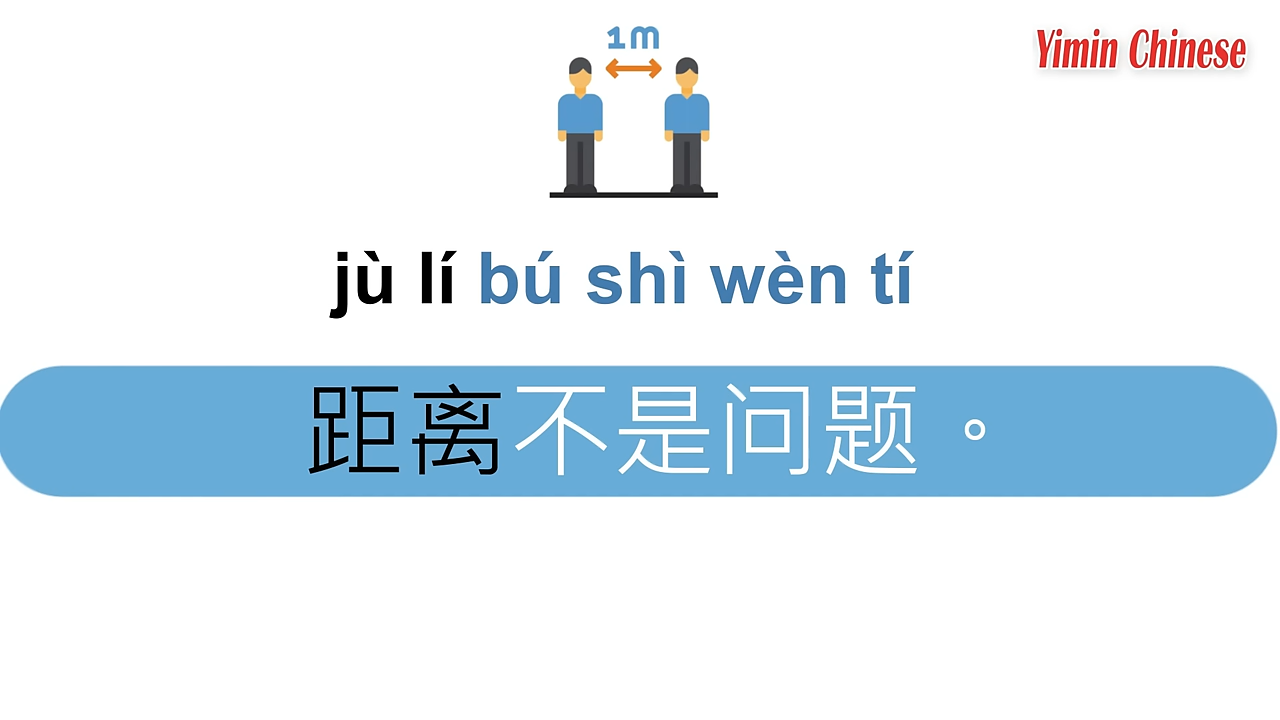 1m
Yimin Chinese
jù lí bú shì wèn tí
距离不是问题。